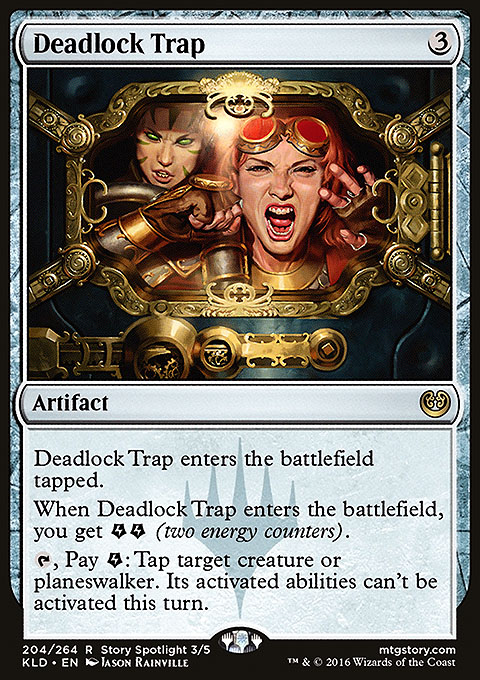 Deadlock Trap 3
Artifact
Deadlock Trap enters the battlefield
tapped.
When Deadlock Trap enters the battlefield,
you get (two energy counters).
, Pay : Tap target creature or
planeswalker. Its activated abilities can't be
activated this turn.
204/264 R Story Spotlight 3/5
mtgstory.com
KLD • EN Jason Rainville
™ & © 2016 Wizards of the Coast